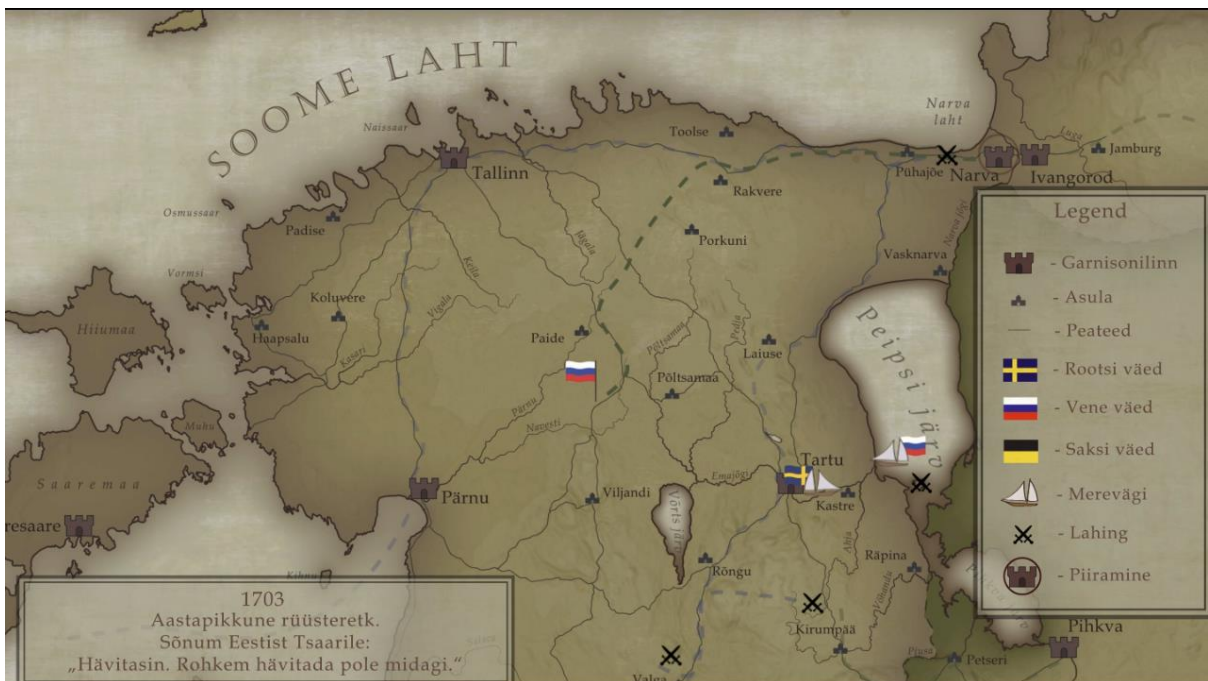 SOOME LAHT
Naissaar
Tallinn
Toolse
Narva
laht
Luga
Jamburg
Pühajõe
Narva
Ivangorod
Rakvere
Osmussaar
Padise
Keila
Jägala
Porkuni
Vasknarva
Narva jõgi
Vormsi
Hiiumaa
Koluvere
Vigala
Haapsalu
Kasari
Paide
Põltsamaa
Pedja
Laiuse
Peipsi järv
Põltsamaa
Pärnu
Navesti
Muhu
Saaremaa
resaare
Pärnu
Viljandi
Võrts järv
Emajõgi
Tartu
Kastre
Ahja
Räpina
Võhandu
Kihnu
Rõngu
Kirumpää
Valga
Piusa
Petseri
Pihkva
Legend
- Garnisonilinn
- Asula
- Peateed
- Rootsi väed
- Vene väed
- Saksi väed
- Merevägi
- Lahing
- Piiramine
1703
Aastapikkune rüüsteretk.
Sõnum Eestist Tsaarile:
„Hävitasin. Rohkem hävitada pole midagi.“